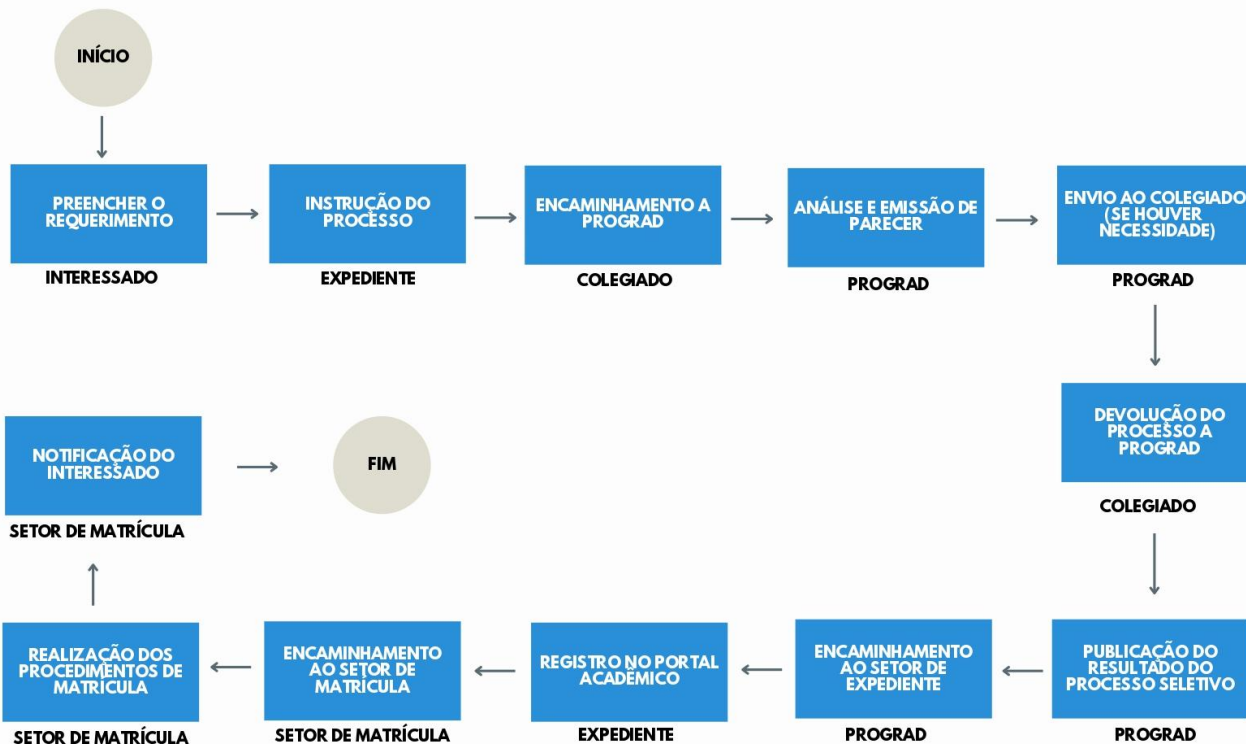 INÍCIO
PREENCHER O
REQUERIMENTO
INTERESSADO
INSTRUÇÃO DO
PROCESSO
EXPEDIENTE
ENCAMINHAMENTO A
PROGRAD
COLEGIADO
ANÁLISE E EMISSÃO DE
PARECER
PROGRAD
ENVIO AO COLEGIADO
(SE HOUVER
NECESSIDADE)
PROGRAD
DEVOLUÇÃO DO
PROCESSO A
PROGRAD
COLEGIADO
PUBLICAÇÃO DO
RESULTADO DO
PROCESSO SELETIVO
PROGRAD
ENCAMINHAMENTO
AO SETOR DE
EXPEDIENTE
PROGRAD
REGISTRO NO PORTAL
ACADÊMICO
EXPEDIENTE
ENCAMINHAMENTO
AO SETOR DE
MATRÍCULA
SETOR DE MATRÍCULA
REALIZAÇÃO DOS
PROCEDIMENTOS DE
MATRÍCULA
SETOR DE MATRÍCULA
NOTIFICAÇÃO DO
INTERESSADO
SETOR DE MATRÍCULA
FIM